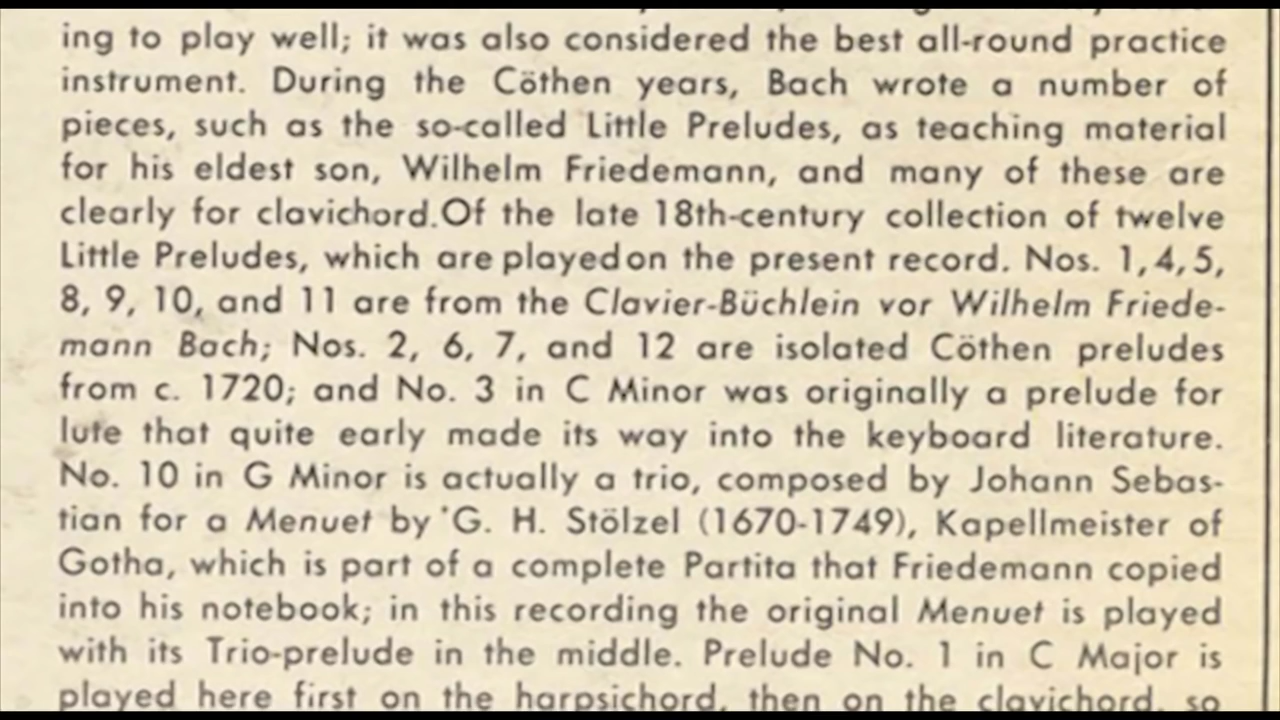 ing to play well; it was also considered the best all-round practice
instrument. During the Cöthen years, Bach wrote a number of
pieces, such as the so-called Little Preludes, as teaching material
for his eldest son, Wilhelm Friedemann, and many of these are
clearly for clavichord. Of the late 18th-century collection of twelve
Little Preludes, which are played on the present record. Nos. 1, 4, 5,
8, 9, 10, and 11 are from the Clavier-Büchlein vor Wilhelm Friede-
mann Bach; Nos. 2, 6, 7, and 12 are isolated Cöthen preludes
from c. 1720; and No. 3 in C Minor was originally a prelude for
lute that quite early made its way into the keyboard literature.
No. 10 in G Minor is actually a trio, composed by Johann Sebas-
tian for a Menuet by G. H. Stölzel (1670-1749), Kapellmeister of
Gotha, which is part of a complete Partita that Friedemann copied
into his notebook; in this recording the original Menuet is played
with its Trio-prelude in the middle. Prelude No. 1 in C Major is
played here first on the harpsichord, then on the clavichord, so